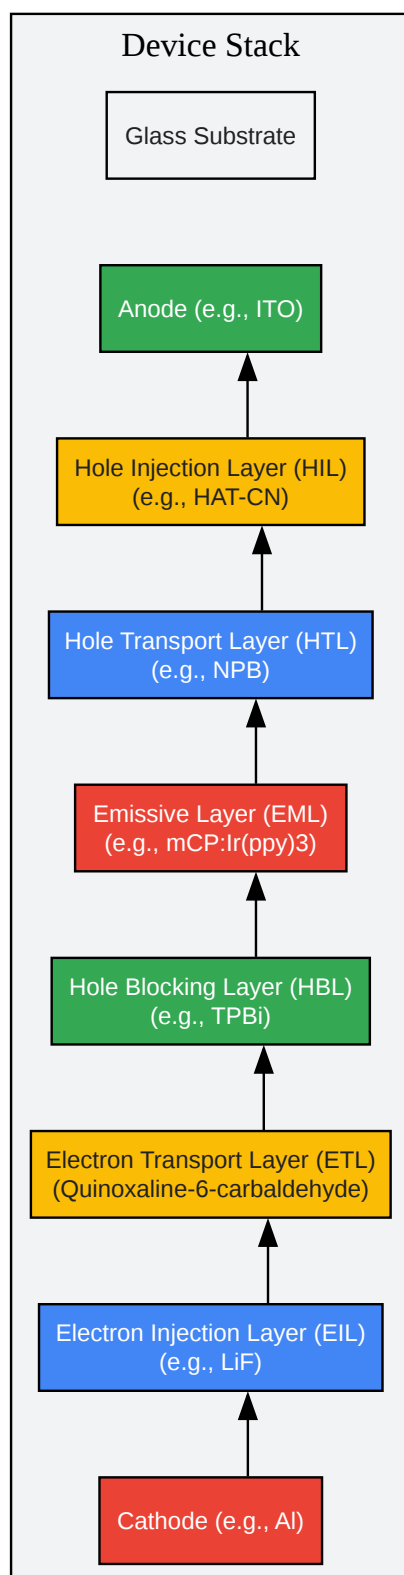 Device Stack
Glass Substrate
Anode (e.g., ITO)
Hole Injection Layer (HIL)
(e.g., HAT-CN)
Hole Transport Layer (HTL)
(e.g., NPB)
Emissive Layer (EML)
(e.g., mCP:Ir(ppy)3)
Hole Blocking Layer (HBL)
(e.g., TPBi)
Electron Transport Layer (ETL)
(Quinoxaline-6-carbaldehyde)
Electron Injection Layer (EIL)
(e.g., LiF)
Cathode (e.g., Al)